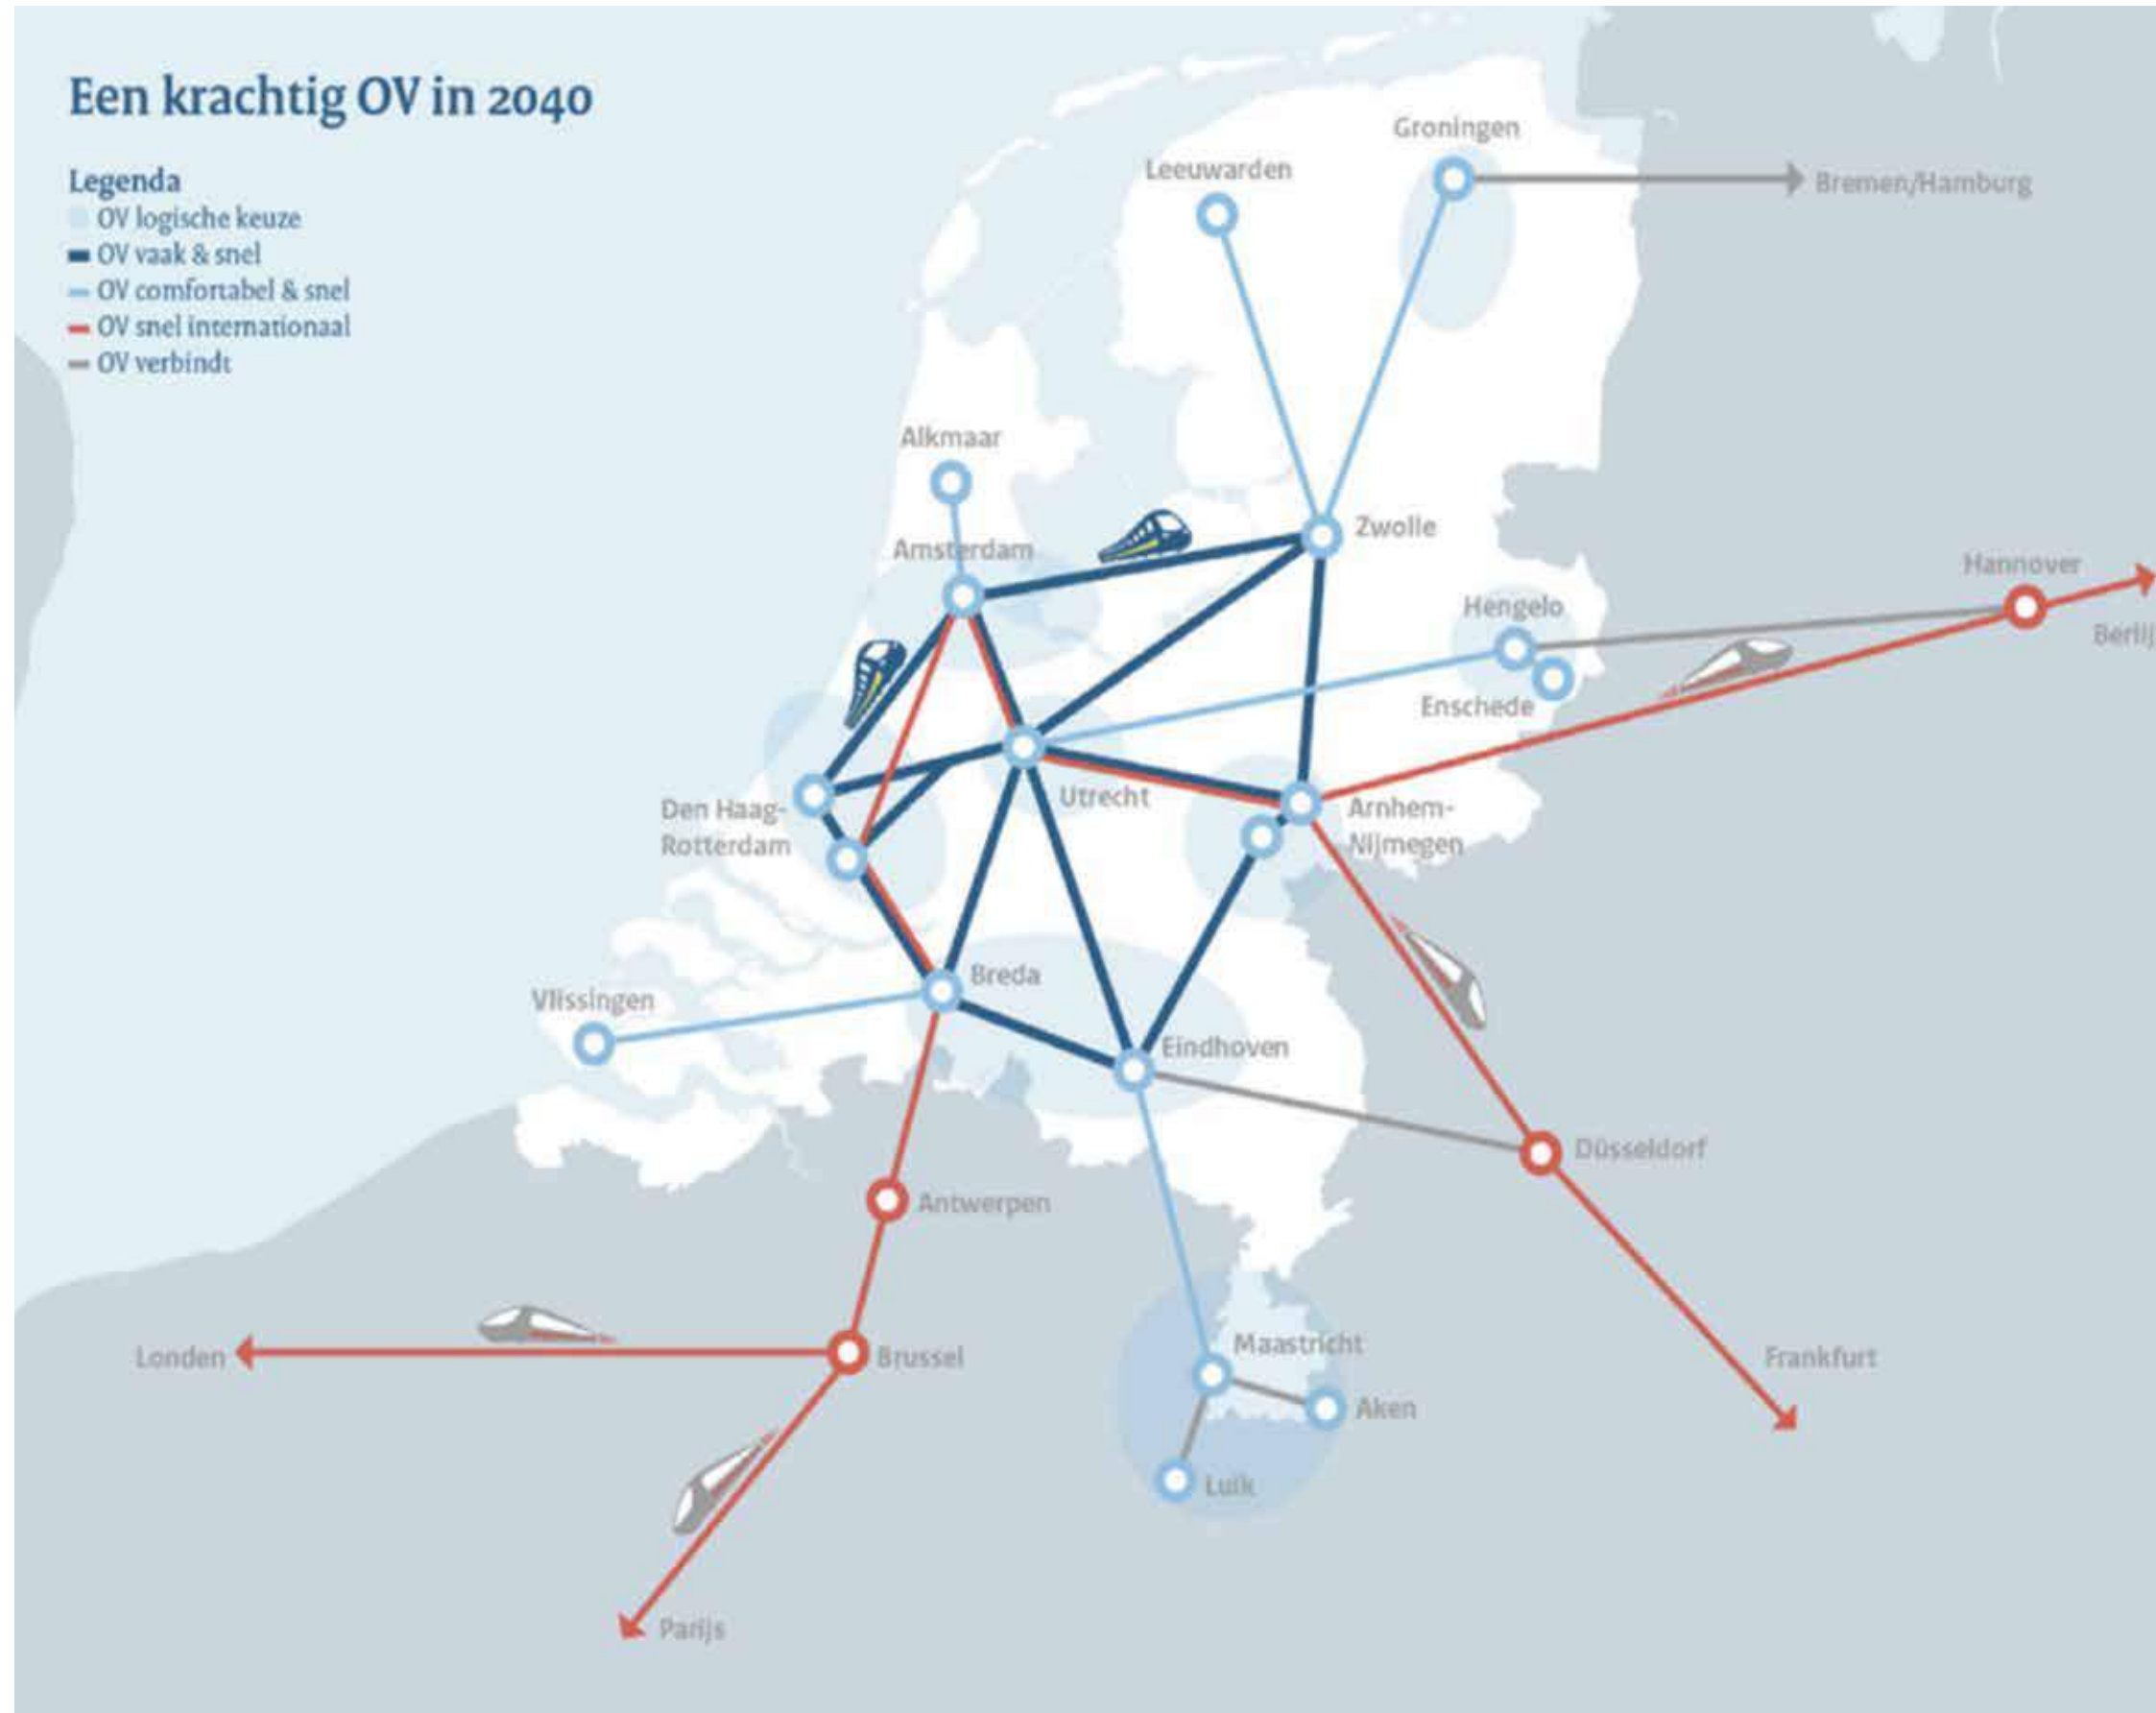 Een krachtig OV in 2040
Legenda
OV logische keuze
OV vaak & snel
OV comfortabel & snel
OV snel internationaal
OV verbindt
Groningen
Leeuwarden
Bremen/Hamburg
Alkmaar
Zwolle
Amsterdam
Hannover
Hengelo
Berlij
Enschede
Utrecht
Den Haag-
Rotterdam
Arnhem-
Nijmegen
Breda
Vlissingen
Eindhoven
Düsseldorf
Antwerpen
Maastricht
Londen
Brussel
Frankfurt
Aken
Luik
Parijs